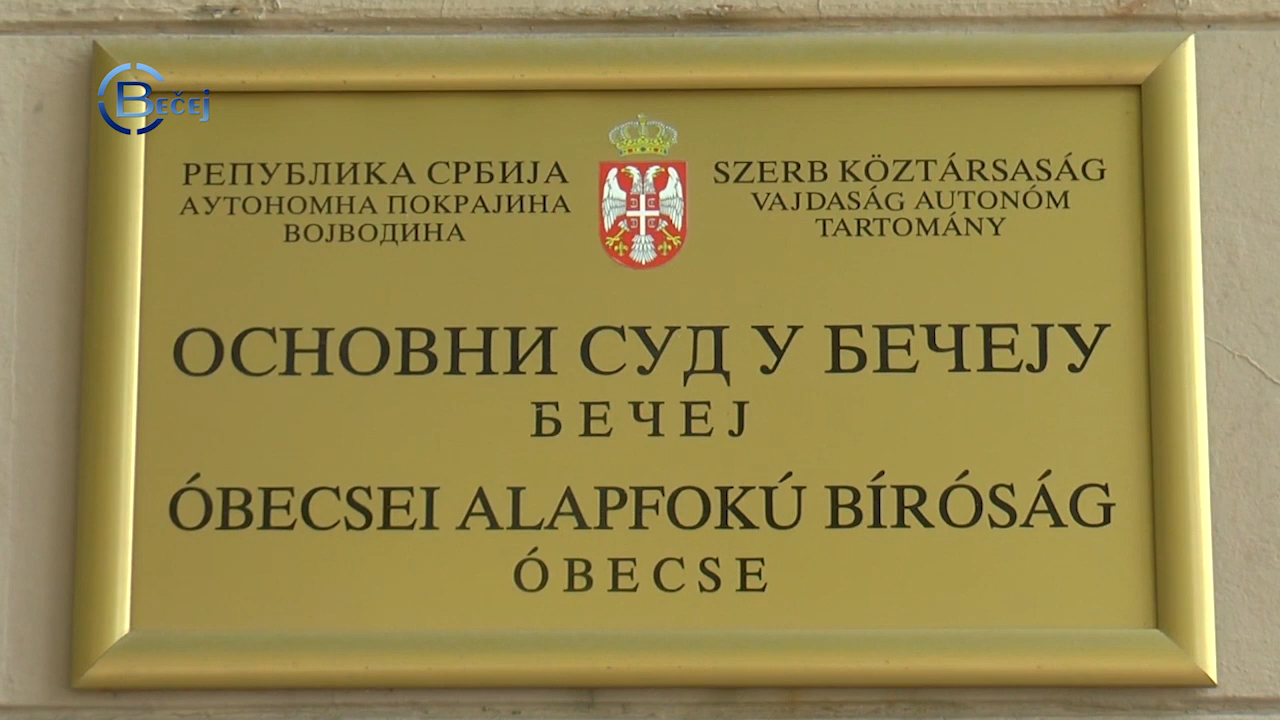 Bečej
РЕПУБЛИКА СРБИЈА
АУТОНОМНА ПОКРАЈИНА
ВОЈВОДИНА
SZERB KÖZTÁRSASÁG
VAJDASÁG AUTONÓM
TARTOMÁNY
ОСНОВНИ СУД У БЕЧЕЈУ
БЕЧЕЈ
ÓBECSEI ALAPFOKÚ BÍRÓSÁG
ÓBECSE